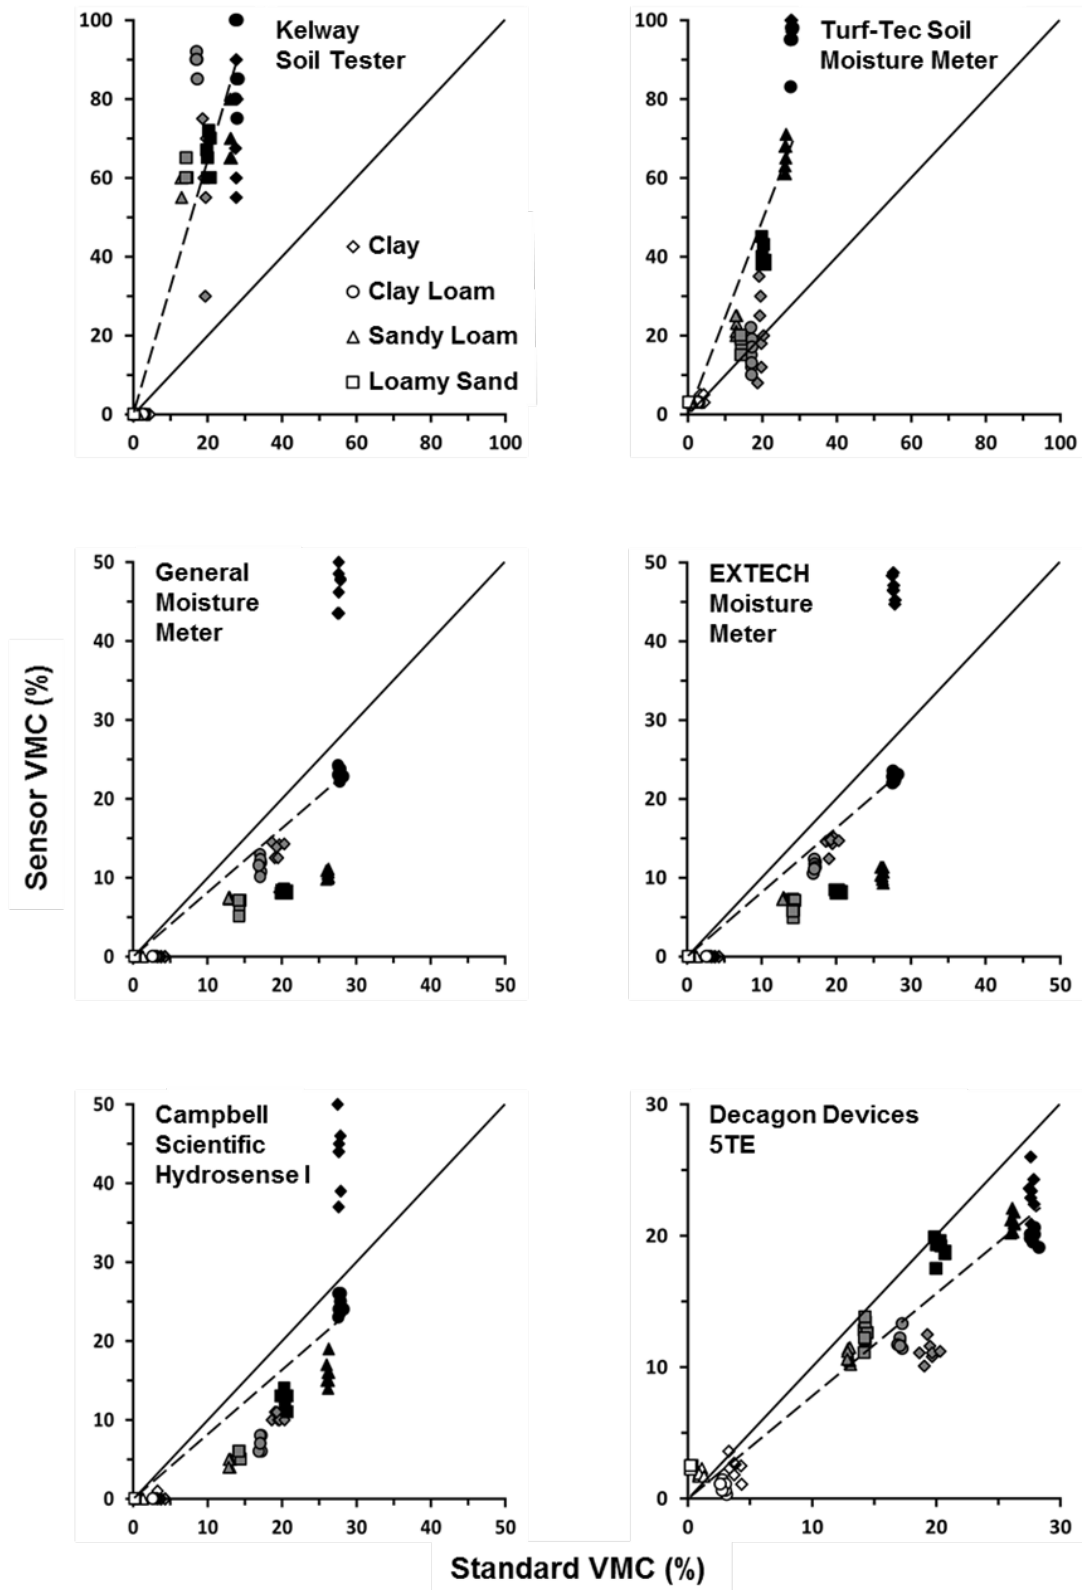 Kelway
Soil Tester
100
80
60
40
20
0
0 20 40 60 80 100
Clay
Clay Loam
Sandy Loam
Loamy Sand
Turf-Tec Soil
Moisture Meter
100
80
60
40
20
0
0 20 40 60 80 100
General
Moisture
Meter
50
40
30
20
10
0
0 10 20 30 40 50
EXTECH
Moisture
Meter
50
40
30
20
10
0
0 10 20 30 40 50
Sensor VMC (%)
Campbell
Scientific
Hydrosense I
50
40
30
20
10
0
0 10 20 30 40 50
Decagon Devices
5TE
30
20
10
0
0 10 20 30
Standard VMC (%)